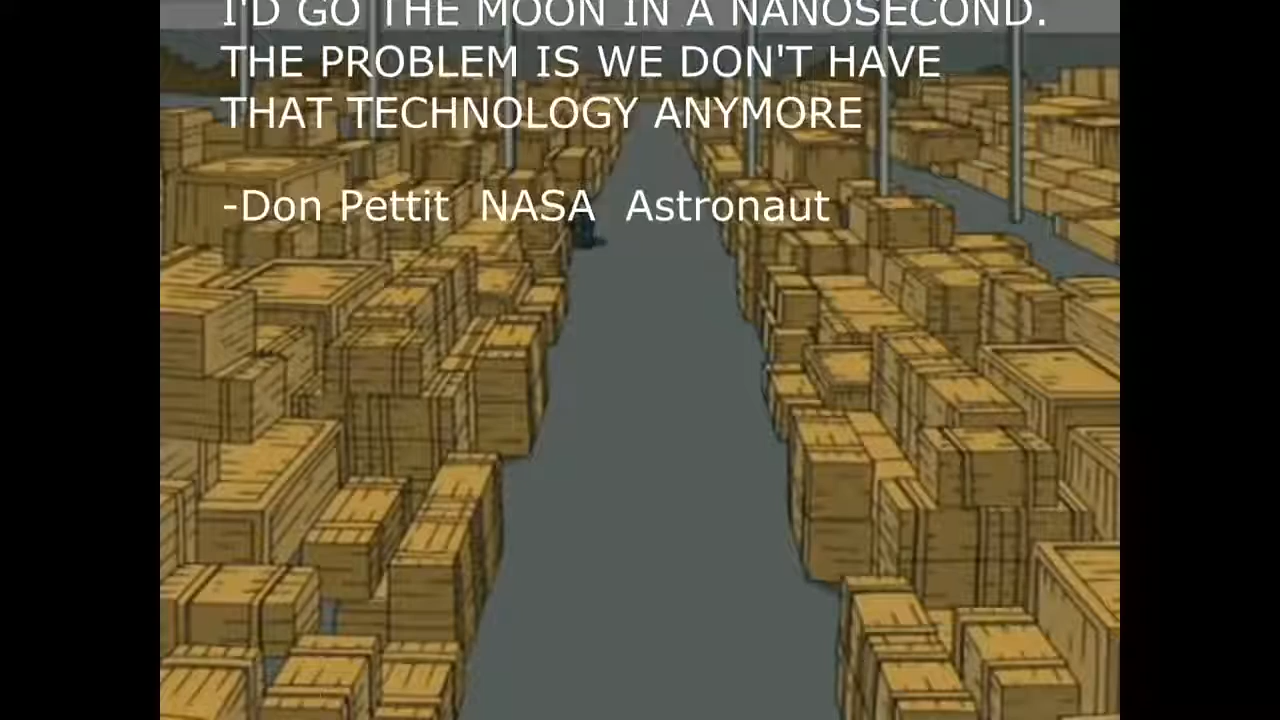 I'D GO THE MOON IN A NANOSECOND.
THE PROBLEM IS WE DON'T HAVE
THAT TECHNOLOGY ANYMORE
-Don Pettit NASA Astronaut